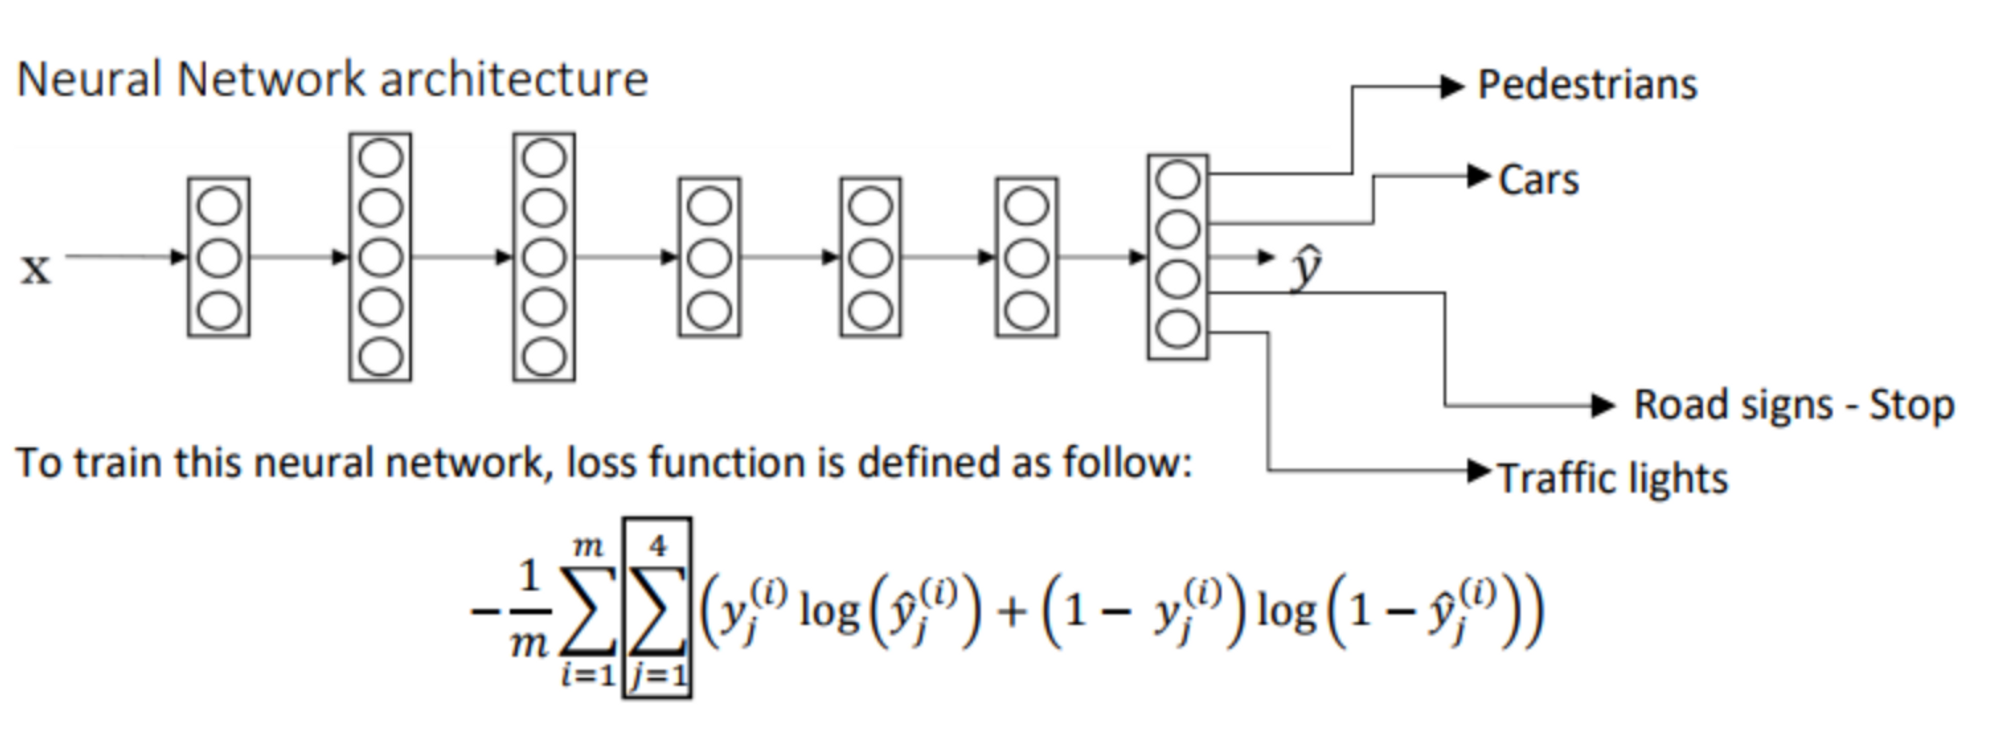 Neural Network architecture
Pedestrians
Cars
x
ŷ
Road signs - Stop
To train this neural network, loss function is defined as follow:
Traffic lights
$-\frac{1}{m}\sum_{i=1}^{m}\sum_{j=1}^{4}\left(y_j^{(i)}\log\left(\hat{y}_j^{(i)}\right)+\left(1-y_j^{(i)}\right)\log\left(1-\hat{y}_j^{(i)}\right)\right)$